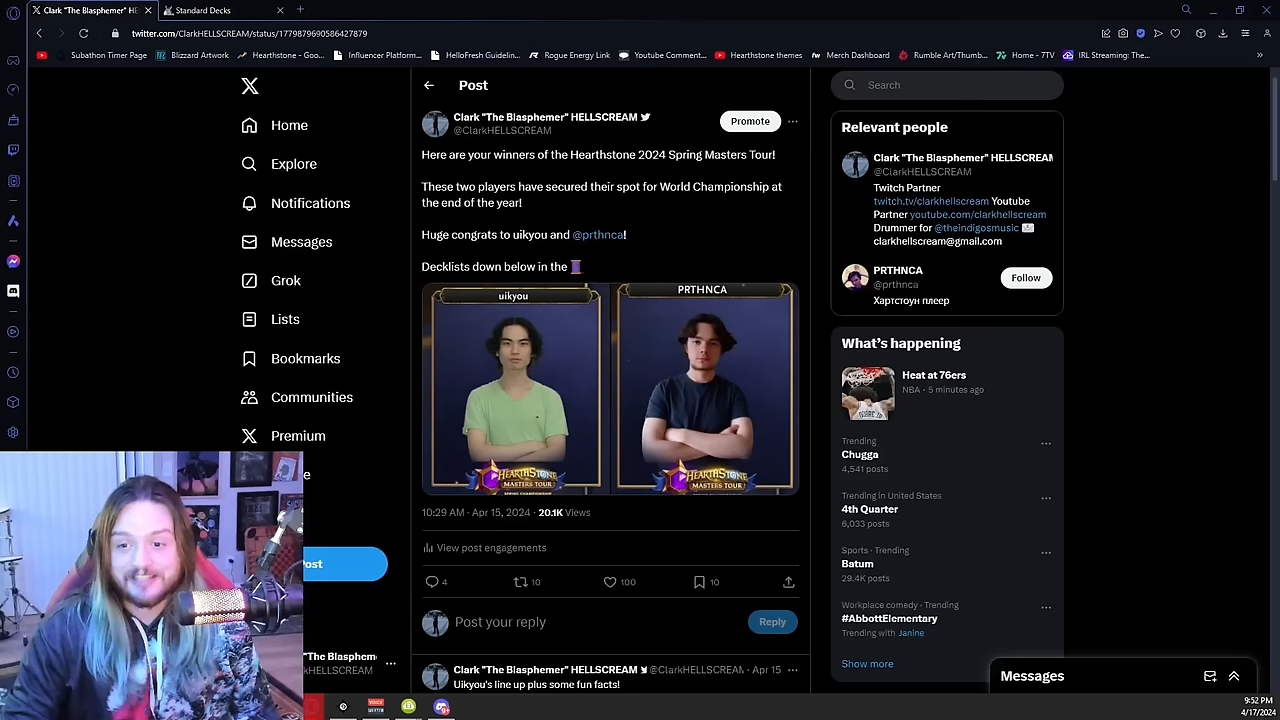 Clark "The Blasphemer" HE
Standard Decks
twitter.com/ClarkHELLSCREAM/status/1779879690586427879
Subathon Timer Page
Blizzard Artwork
Hearthstone - Goo...
Influencer Platform...
HelloFresh Guidelin...
Rogue Energy Link
Youtube Comment...
Hearthstone themes
Merch Dashboard
Rumble Art/Thumb...
Home - 7TV
IRL Streaming: The...
Home
Explore
Notifications
Messages
Grok
Lists
Bookmarks
Communities
Premium
ost
"The Blasphem
HELLSCREAM
Post
Clark "The Blasphemer" HELLSCREAM
@ClarkHELLSCREAM
Promote
Here are your winners of the Hearthstone 2024 Spring Masters Tour!
These two players have secured their spot for World Championship at
the end of the year!
Huge congrats to uikyou and @prthnca!
Decklists down below in the
uikyou
PRTHNCA
HEARTHSTONE
MASTERS TOUR
HEARTHSTONE
MASTERS TOUR
10:29 AM · Apr 15, 2024 · 20.1K Views
View post engagements
4
10
100
10
Post your reply
Reply
Clark "The Blasphemer" HELLSCREAM @ClarkHELLSCREAM · Apr 15
Uikyou's line up plus some fun facts!
Search
Relevant people
Clark "The Blasphemer" HELLSCREAM
@ClarkHELLSCREAM
Twitch Partner
twitch.tv/clarkhellscream Youtube
Partner youtube.com/clarkhellscream
Drummer for @theindigosmusic
clarkhellscream@gmail.com
PRTHNCA
@prthnca
Follow
Хартстоун плеер
What's happening
Heat at 76ers
NBA · 5 minutes ago
Trending
Chugga
4,541 posts
Trending in United States
4th Quarter
6,033 posts
Sports · Trending
Batum
29.4K posts
Workplace comedy · Trending
#AbbottElementary
Trending with Janine
Show more
Messages
9:52 PM
4/17/2024